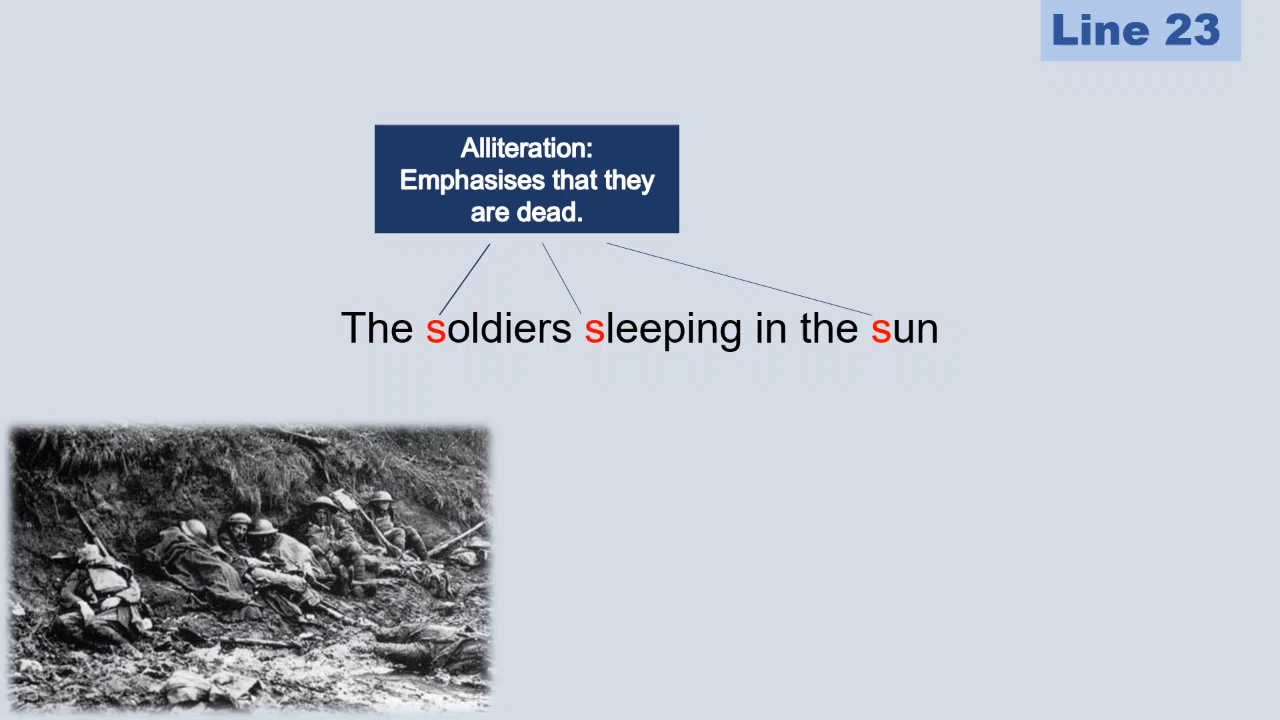 Line 23
Alliteration:
Emphasises that they
are dead.
The soldiers sleeping in the sun